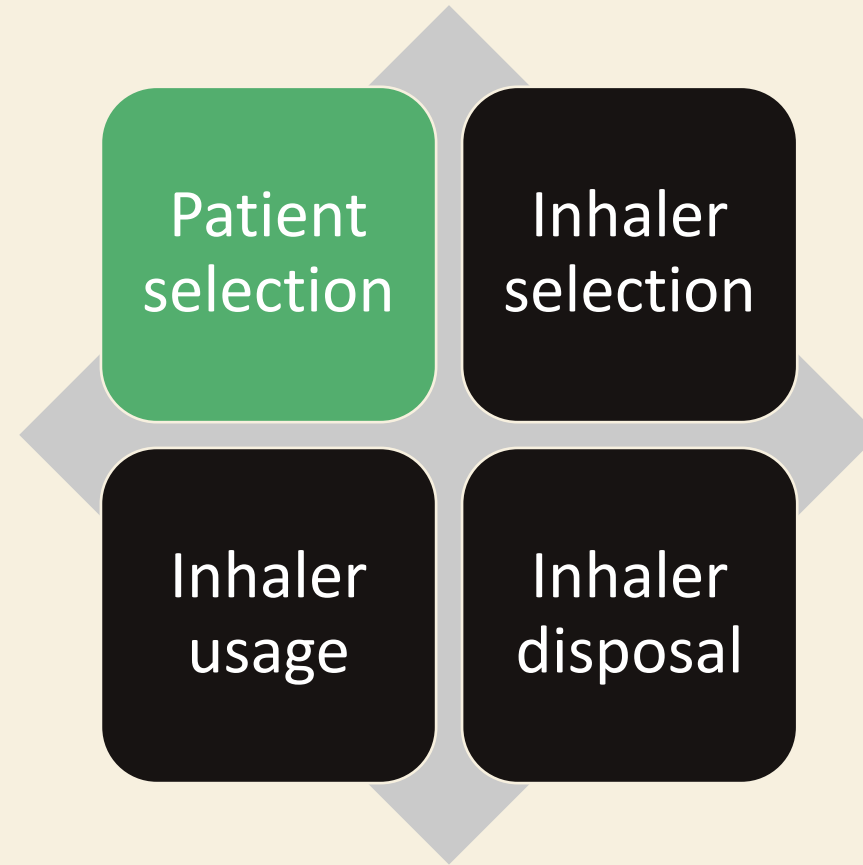 Patient
selection
Inhaler
selection
Inhaler
usage
Inhaler
disposal